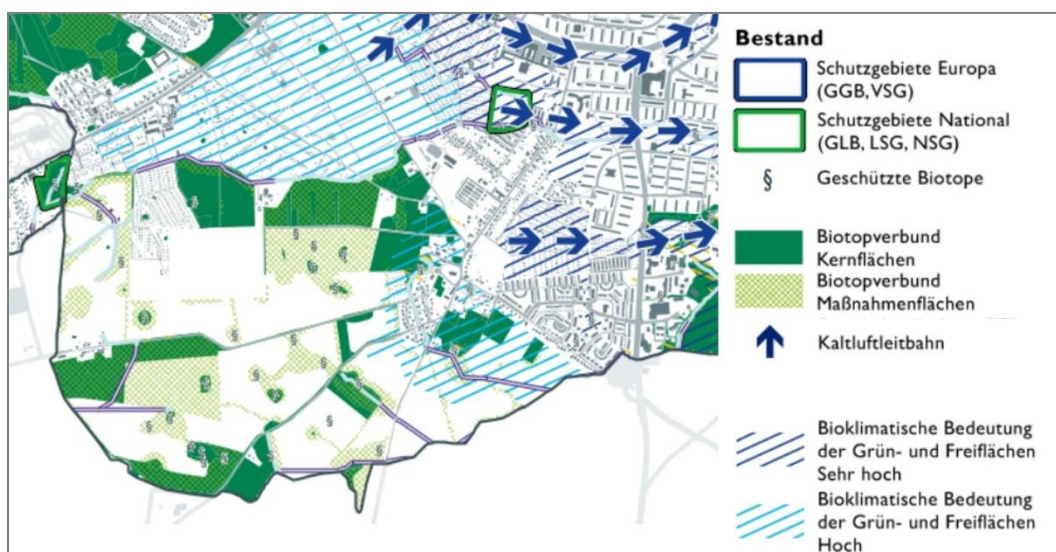 Bestand
Schutzgebiete Europa
(GGB, VSG)
Schutzgebiete National
(GLB, LSG, NSG)
§ Geschützte Biotope
Biotopverbund
Kernflächen
Biotopverbund
Maßnahmenflächen
Kaltluftleitbahn
Bioklimatische Bedeutung
der Grün- und Freiflächen
Sehr hoch
Bioklimatische Bedeutung
der Grün- und Freiflächen
Hoch